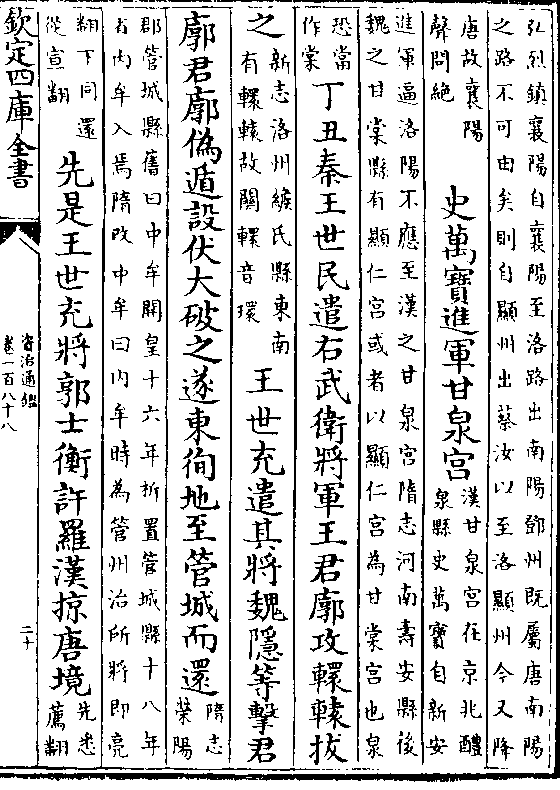 弘烈鎮襄陽自襄陽至洛路出南陽鄧州既屬唐南陽
之路不可由矣則自顯州出蔡汝以至洛顯州今又降
唐故襄陽
聲問絶
史萬寶進軍甘泉宮
漢甘泉宫在京兆醴
泉縣史萬寶自新安
進軍逼洛陽不應至漢之甘泉宫隋志河南壽安縣後
魏之甘棠縣有顯仁宫或者以顯仁宫為甘棠宫也泉
恐當
作棠
丁丑秦王世民遣右武衛將軍王君廓攻轘轅拔
之
新志洛州緱氏縣東南
有轘轅故關轘音環
王世充遣其將魏隱等擊君
廓君廓偽遁設伏大破之遂東徇地至管城而還
隋志
滎陽
郡管城縣舊曰中牟開皇十六年析置管城縣十八年
省内牟入焉隋改中牟曰内牟時為管州治所將即亮
翻下同還
從宣翻
先是王世充將郭士衡許羅漢掠唐境
先悉
薦翻
欽定四庫全書
資治通鑑
卷一百八十八
二十